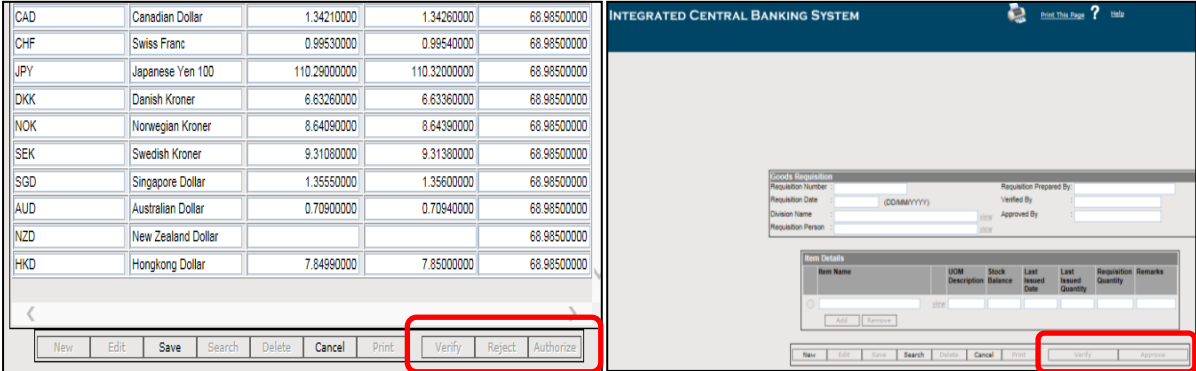 CAD Canadian Dollar 1.34210000 1.34260000 68.98500000
CHF Swiss Franc 0.99530000 0.99540000 68.98500000
JPY Japanese Yen 100 110.29000000 110.32000000 68.98500000
DKK Danish Kroner 6.63260000 6.63360000 68.98500000
NOK Norwegian Kroner 8.64090000 8.64390000 68.98500000
SEK Swedish Kroner 9.31080000 9.31380000 68.98500000
SGD Singapore Dollar 1.35550000 1.35600000 68.98500000
AUD Australian Dollar 0.70900000 0.70940000 68.98500000
NZD New Zealand Dollar 68.98500000
HKD Hongkong Dollar 7.84990000 7.85000000 68.98500000
New Edit Save Search Delete Cancel Print Verify Reject Authorize
INTEGRATED CENTRAL BANKING SYSTEM Print This Page ? Help
Goods Requisition
Requisition Number : Requisition Prepared By:
Requisition Date : (DD/MM/YYYY) Verified By :
Division Name : view Approved By :
Requisition Person : view
Item Details
Item Name UOM Description Stock Balance Last Issued Date Last Issued Quantity Requisition Quantity Remarks
view
Add Remove
New Edit Save Search Delete Cancel Print Verify Approve